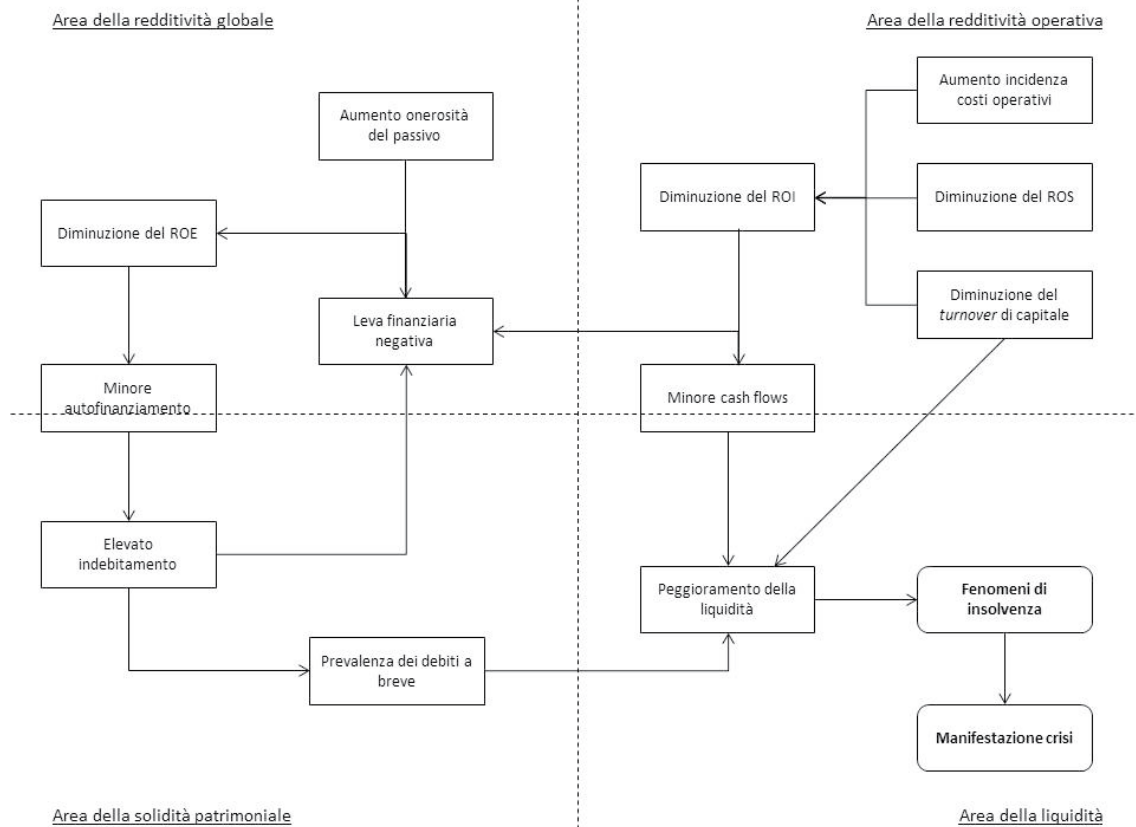 Area della redditività globale
Area della redditività operativa
Aumento incidenza
costi operativi
Aumento onerosità
del passivo
Diminuzione del ROI
Diminuzione del ROS
Diminuzione del ROE
Diminuzione del
turnover di capitale
Leva finanziaria
negativa
Minore
autofinanziamento
Minore cash flows
Elevato
indebitamento
Peggioramento della
liquidità
Fenomeni di
insolvenza
Prevalenza dei debiti a
breve
Manifestazione crisi
Area della solidità patrimoniale
Area della liquidità